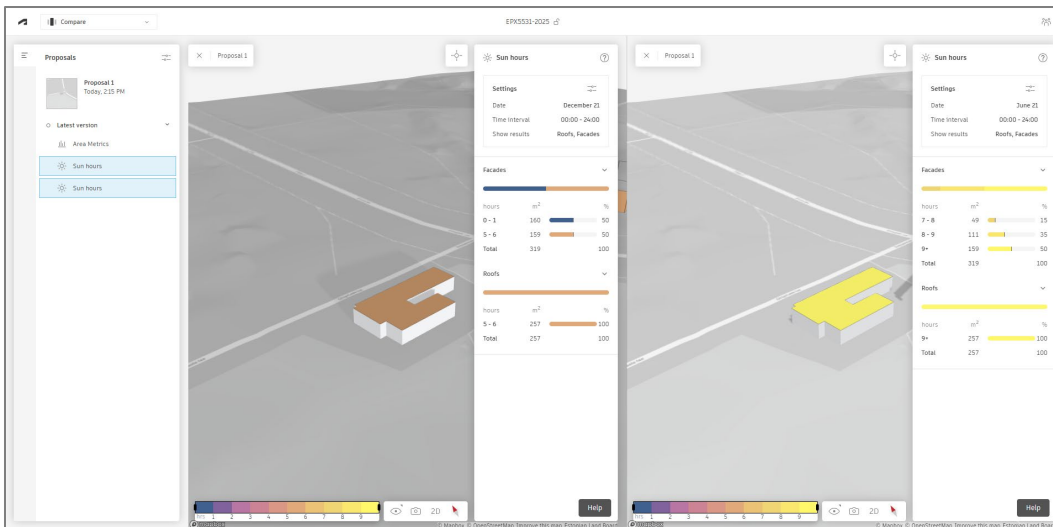 Compare
EPX5531-2025
Proposals
Proposal 1
Today, 2:15 PM
Latest version
Area Metrics
Sun hours
Sun hours
Proposal 1
Sun hours
Settings
Date December 21
Time interval 00:00 - 24:00
Show results Roofs, Facades
Facades
hours m² %
0 - 1 160 50
5 - 6 159 50
Total 319 100
Roofs
hours m² %
5 - 6 257 100
Total 257 100
Help
hrs 1 2 3 4 5 6 7 8 9
2D
mapbox
© Mapbox, © OpenStreetMap, Improve this map, Estonian Land Board
Proposal 1
Sun hours
Settings
Date June 21
Time interval 00:00 - 24:00
Show results Roofs, Facades
Facades
hours m² %
7 - 8 49 15
8 - 9 111 35
9+ 159 50
Total 319 100
Roofs
hours m² %
9+ 257 100
Total 257 100
Help
hrs 1 2 3 4 5 6 7 8 9
2D
mapbox
© Mapbox, © OpenStreetMap, Improve this map, Estonian Land Board